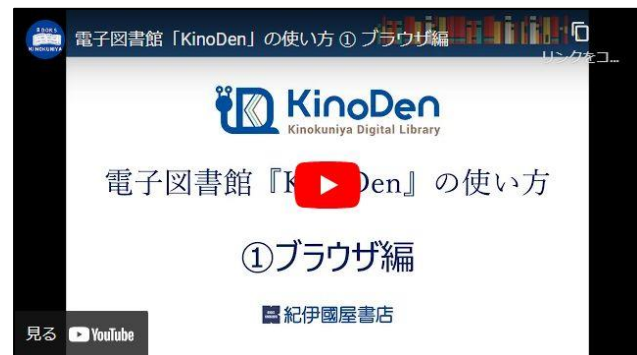 BOOKS
KINOKUNIYA
電子図書館「KinoDen」の使い方 ① ブラウザ編
リンクをコ...
KinoDen
Kinokuniya Digital Library
電子図書館『K Den』の使い方
①ブラウザ編
紀伊國屋書店
見る YouTube